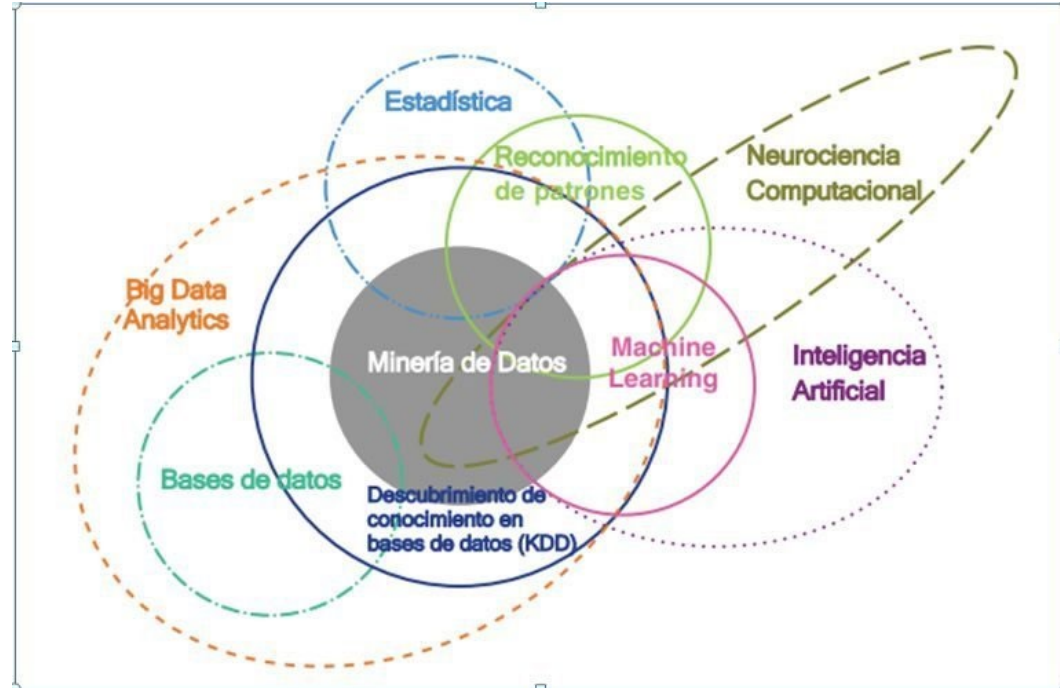 Estadística
Reconocimiento
de patrones
Neurociencia
Computacional
Big Data
Analytics
Minería de Datos
Machine
Learning
Inteligencia
Artificial
Bases de datos
Descubrimiento de
conocimiento en
bases de datos (KDD)